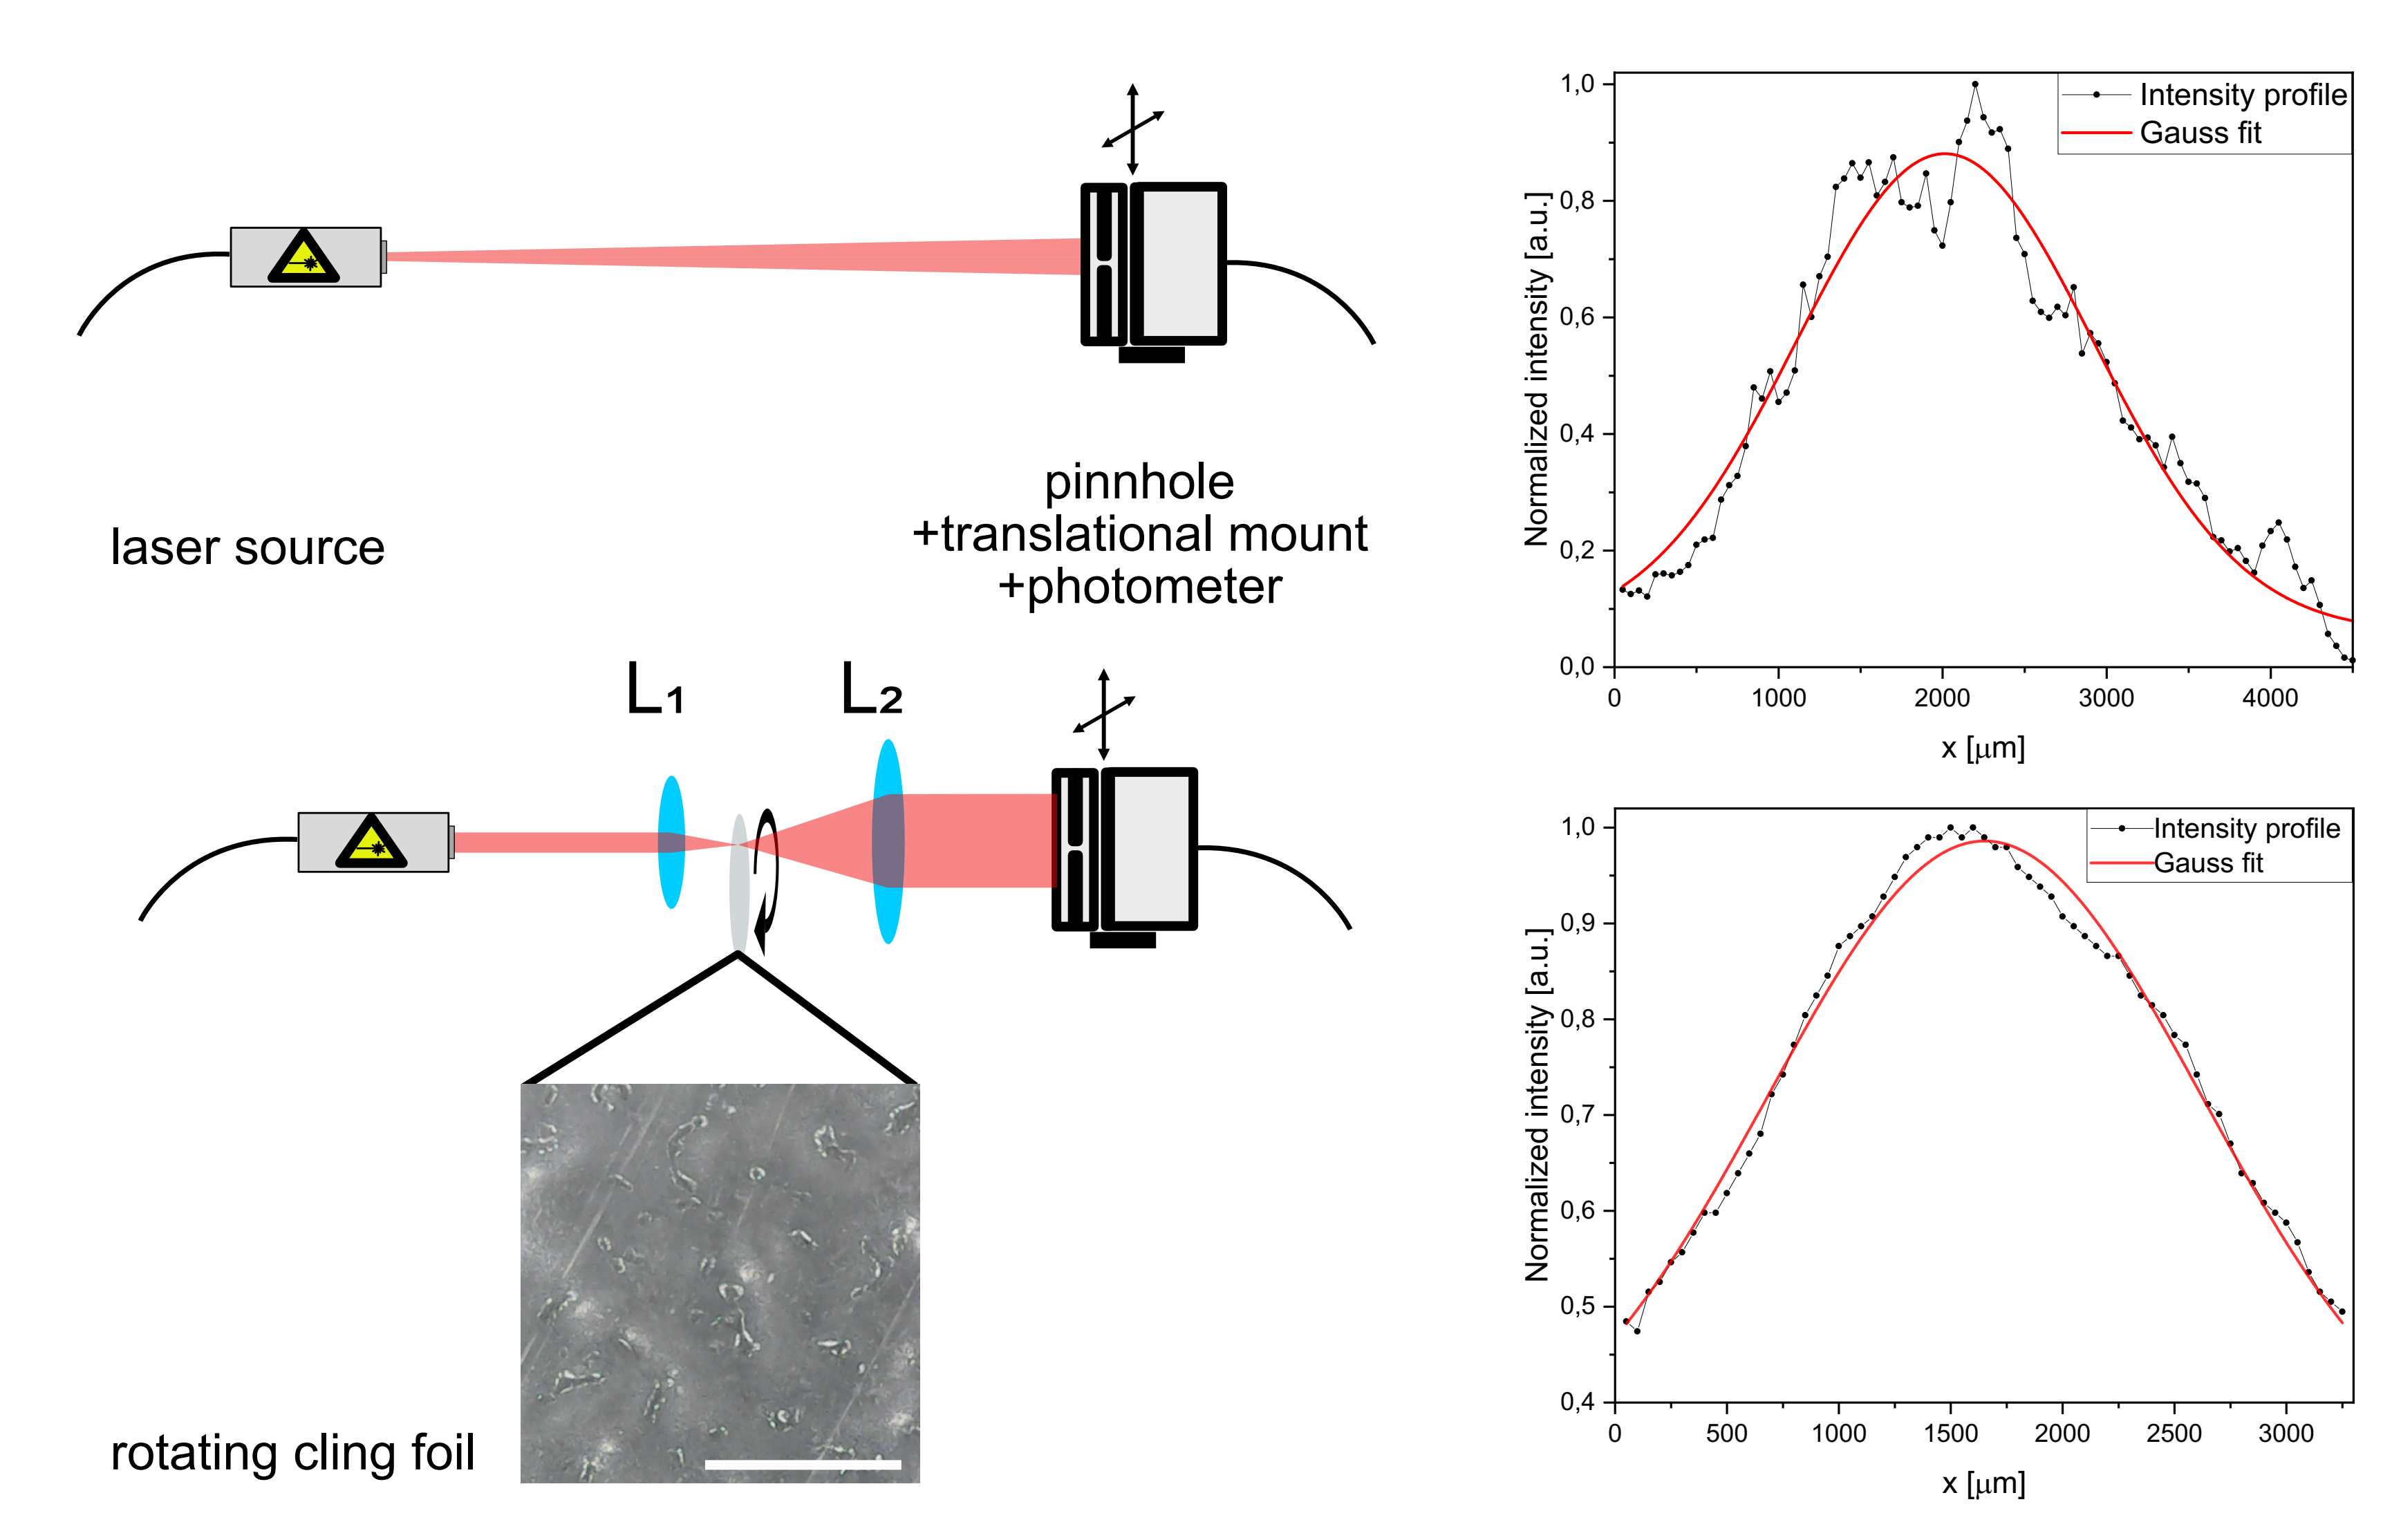 laser source
pinnhole
+translational mount
+photometer
L₁
L₂
rotating cling foil
1,0
0,8
0,6
0,4
0,2
0,0
Normalized intensity [a.u.]
Intensity profile
Gauss fit
0 1000 2000 3000 4000
x [μm]
1,0
0,9
0,8
0,7
0,6
0,5
0,4
Normalized intensity [a.u.]
Intensity profile
Gauss fit
0 500 1000 1500 2000 2500 3000
x [μm]